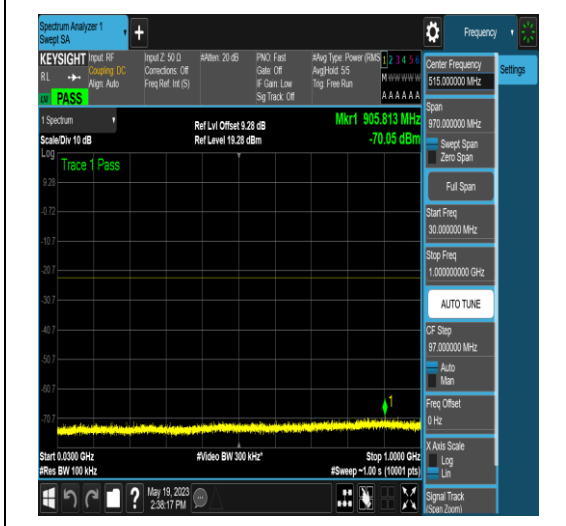 Spectrum Analyzer 1
Swept SA
+
Frequency
KEYSIGHT
Input: RF
Input Z: 50 Ω
#Atten: 20 dB
PNO: Fast
#Avg Type: Power (RMS
1 2 3 4 5 6
RL
Coupling: DC
Corrections: Off
Gate: Off
Avg|Hold: 5/5
M W W W W W
Align: Auto
Freq Ref: Int (S)
IF Gain: Low
Trig: Free Run
Sig Track: Off
A A A A A A
PASS
1 Spectrum
Ref Lvl Offset 9.28 dB
Mkr1 905.813 MHz
Scale/Div 10 dB
Ref Level 19.28 dBm
-70.05 dBm
Log
Trace 1 Pass
9.28
-0.72
-10.7
-20.7
-30.7
-40.7
-50.7
-60.7
-70.7
1
Start 0.0300 GHz
#Video BW 300 kHz*
Stop 1.0000 GHz
#Res BW 100 kHz
#Sweep ~1.00 s (10001 pts)
?
May 19, 2023
2:38:17 PM
Center Frequency
515.000000 MHz
Settings
Span
970.000000 MHz
Swept Span
Zero Span
Full Span
Start Freq
30.000000 MHz
Stop Freq
1.000000000 GHz
AUTO TUNE
CF Step
97.000000 MHz
Auto
Man
Freq Offset
0 Hz
X Axis Scale
Log
Lin
Signal Track
(Span Zoom)